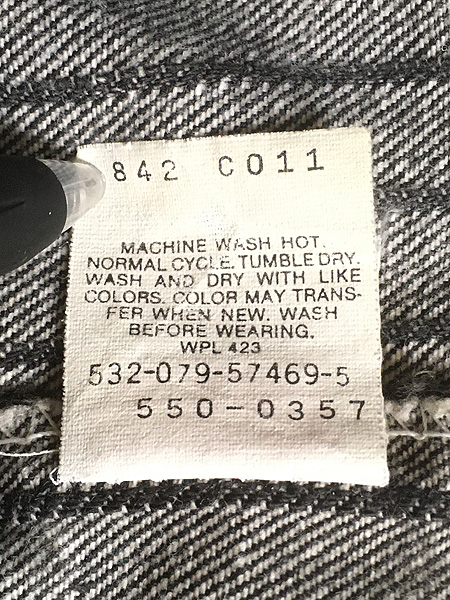 842 C011
MACHINE WASH HOT.
NORMAL CYCLE. TUMBLE DRY.
WASH AND DRY WITH LIKE
COLORS. COLOR MAY TRANS-
FER WHEN NEW. WASH
BEFORE WEARING.
WPL 423
532-079-57469-5
550-0357